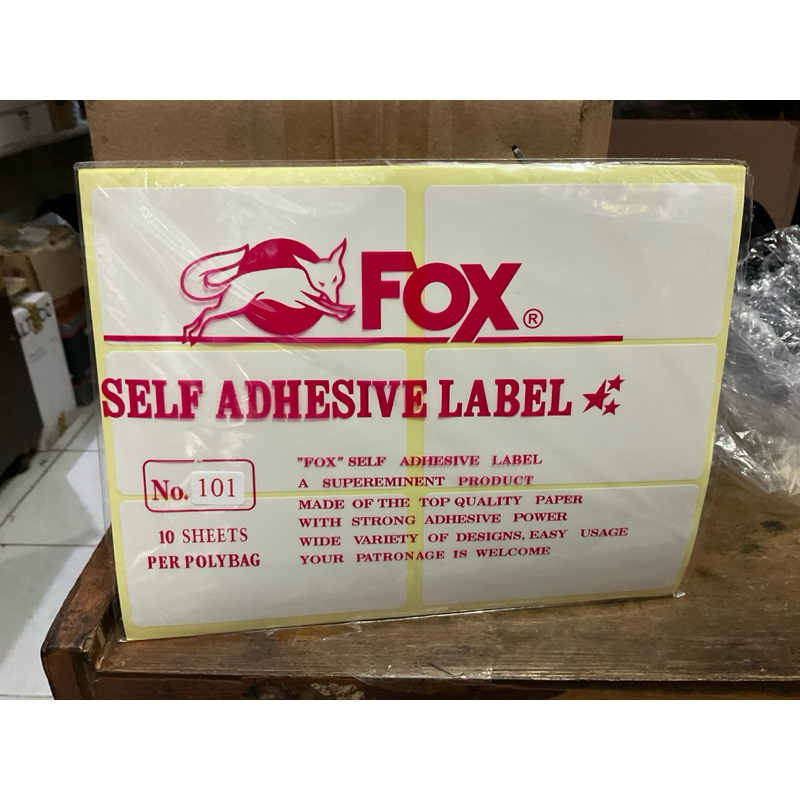 FOX®
SELF ADHESIVE LABEL
No. 101
10 SHEETS
PER POLYBAG
"FOX" SELF ADHESIVE LABEL
A SUPEREMINENT PRODUCT
MADE OF THE TOP QUALITY PAPER
WITH STRONG ADHESIVE POWER
WIDE VARIETY OF DESIGNS, EASY USAGE
YOUR PATRONAGE IS WELCOME